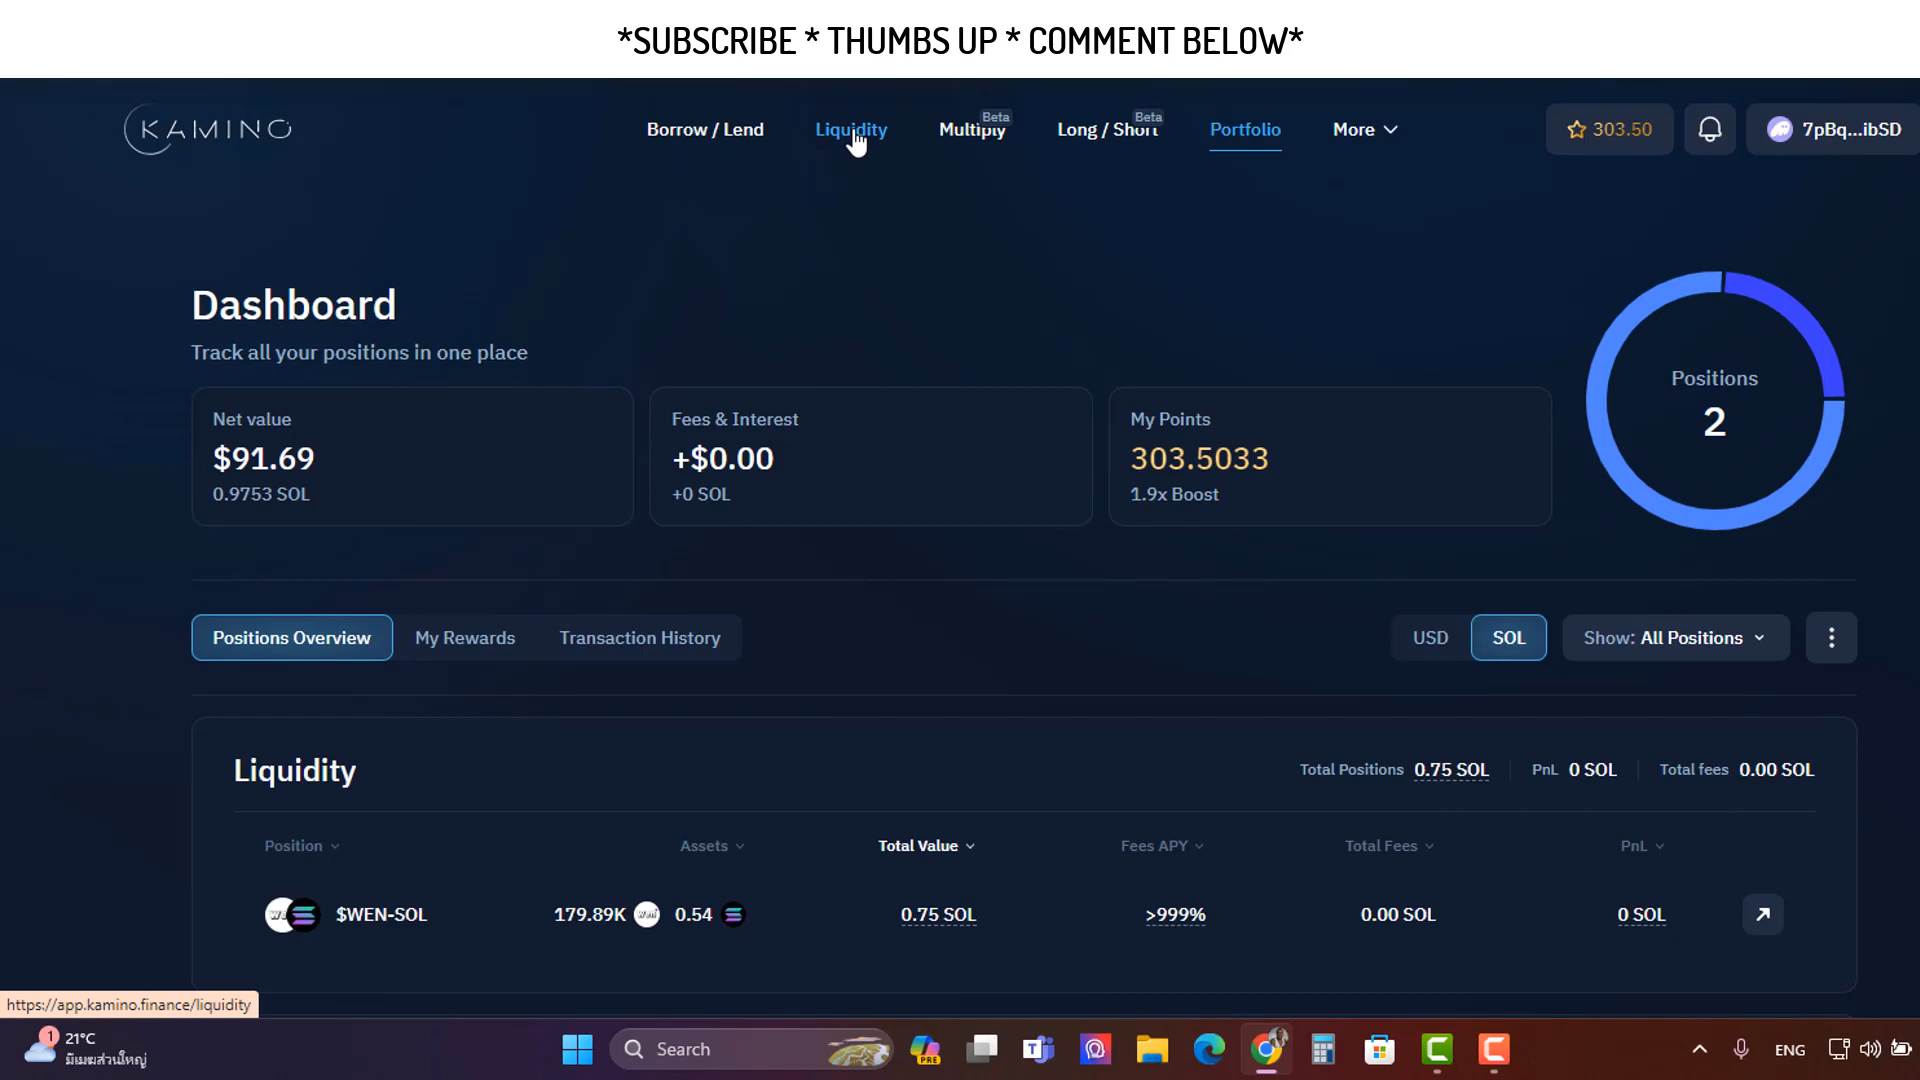 *SUBSCRIBE * THUMBS UP * COMMENT BELOW*
KAMINO
Borrow / Lend
Liquidity
Multiply
Beta
Long / Short
Beta
Portfolio
More
303.50
7pBq...ibSD
Dashboard
Track all your positions in one place
Net value
$91.69
0.9753 SOL
Fees & Interest
+$0.00
+0 SOL
My Points
303.5033
1.9x Boost
Positions
2
Positions Overview
My Rewards
Transaction History
USD
SOL
Show: All Positions
Liquidity
Total Positions 0.75 SOL
PnL 0 SOL
Total fees 0.00 SOL
Position
Assets
Total Value
Fees APY
Total Fees
PnL
$WEN-SOL
179.89K
0.54
0.75 SOL
>999%
0.00 SOL
0 SOL
https://app.kamino.finance/liquidity
1
21°C
มีเมฆส่วนใหญ่
Search
PRE
ENG